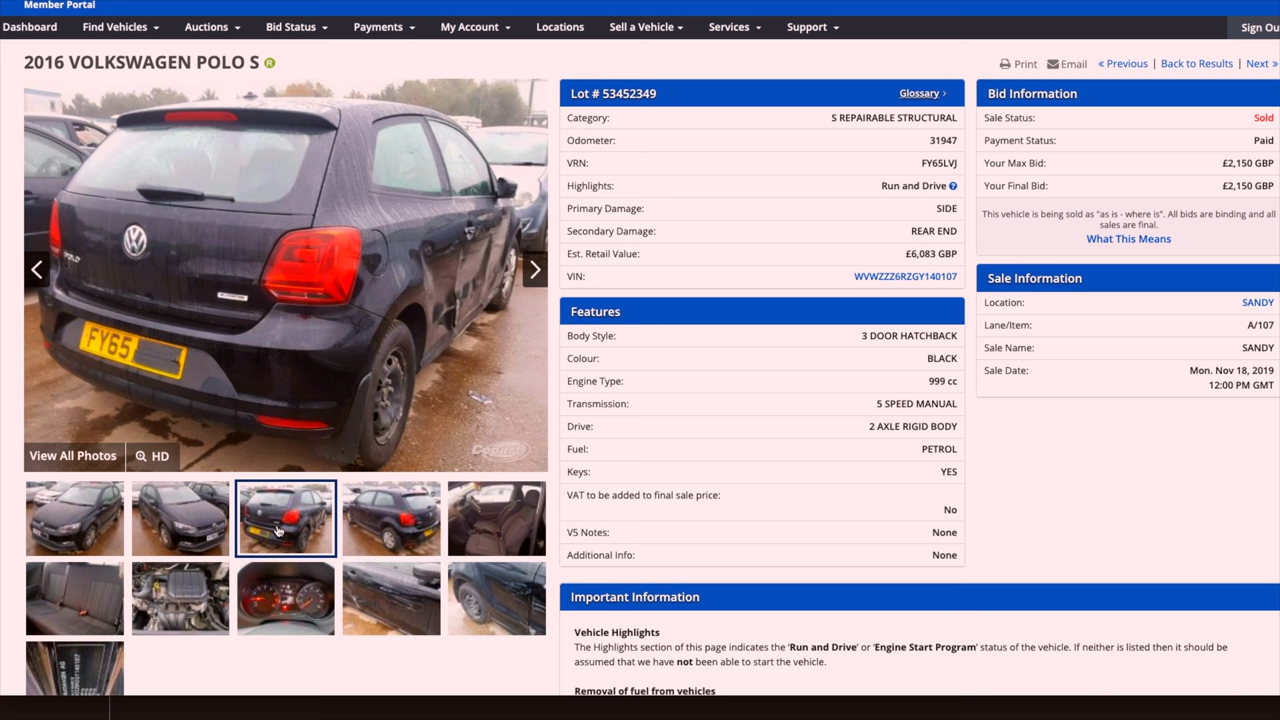 Member Portal
Dashboard Find Vehicles Auctions Bid Status Payments My Account Locations Sell a Vehicle Services Support Sign Ou
2016 VOLKSWAGEN POLO S R
Print Email « Previous | Back to Results | Next »
POLO
FY65
Copart
View All Photos HD
Lot # 53452349 Glossary ›
Category: S REPAIRABLE STRUCTURAL
Odometer: 31947
VRN: FY65LVJ
Highlights: Run and Drive ?
Primary Damage: SIDE
Secondary Damage: REAR END
Est. Retail Value: £6,083 GBP
VIN: WVWZZZ6RZGY140107
Features
Body Style: 3 DOOR HATCHBACK
Colour: BLACK
Engine Type: 999 cc
Transmission: 5 SPEED MANUAL
Drive: 2 AXLE RIGID BODY
Fuel: PETROL
Keys: YES
VAT to be added to final sale price:
No
V5 Notes: None
Additional Info: None
Bid Information
Sale Status: Sold
Payment Status: Paid
Your Max Bid: £2,150 GBP
Your Final Bid: £2,150 GBP
This vehicle is being sold as "as is - where is". All bids are binding and all
sales are final.
What This Means
Sale Information
Location: SANDY
Lane/Item: A/107
Sale Name: SANDY
Sale Date: Mon. Nov 18, 2019
12:00 PM GMT
Important Information
Vehicle Highlights
The Highlights section of this page indicates the 'Run and Drive' or 'Engine Start Program' status of the vehicle. If neither is listed then it should be
assumed that we have not been able to start the vehicle.
Removal of fuel from vehicles